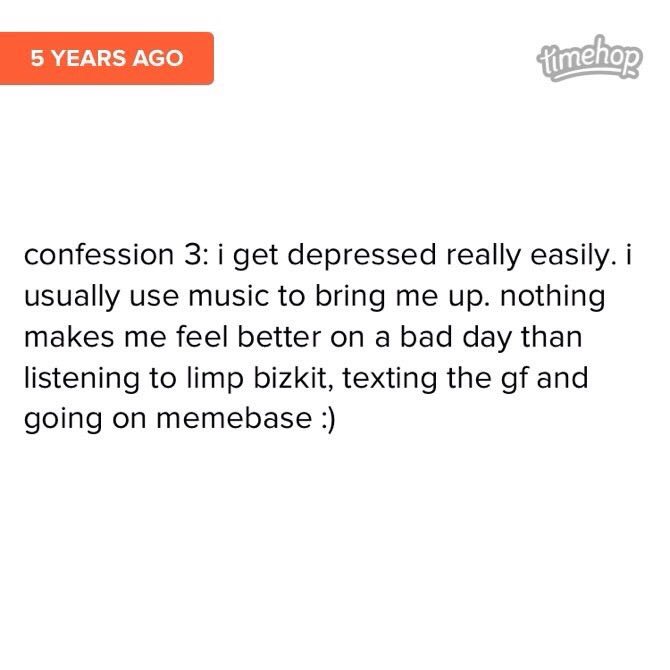 5 YEARS AGO
timehop
confession 3: i get depressed really easily. i
usually use music to bring me up. nothing
makes me feel better on a bad day than
listening to limp bizkit, texting the gf and
going on memebase :)